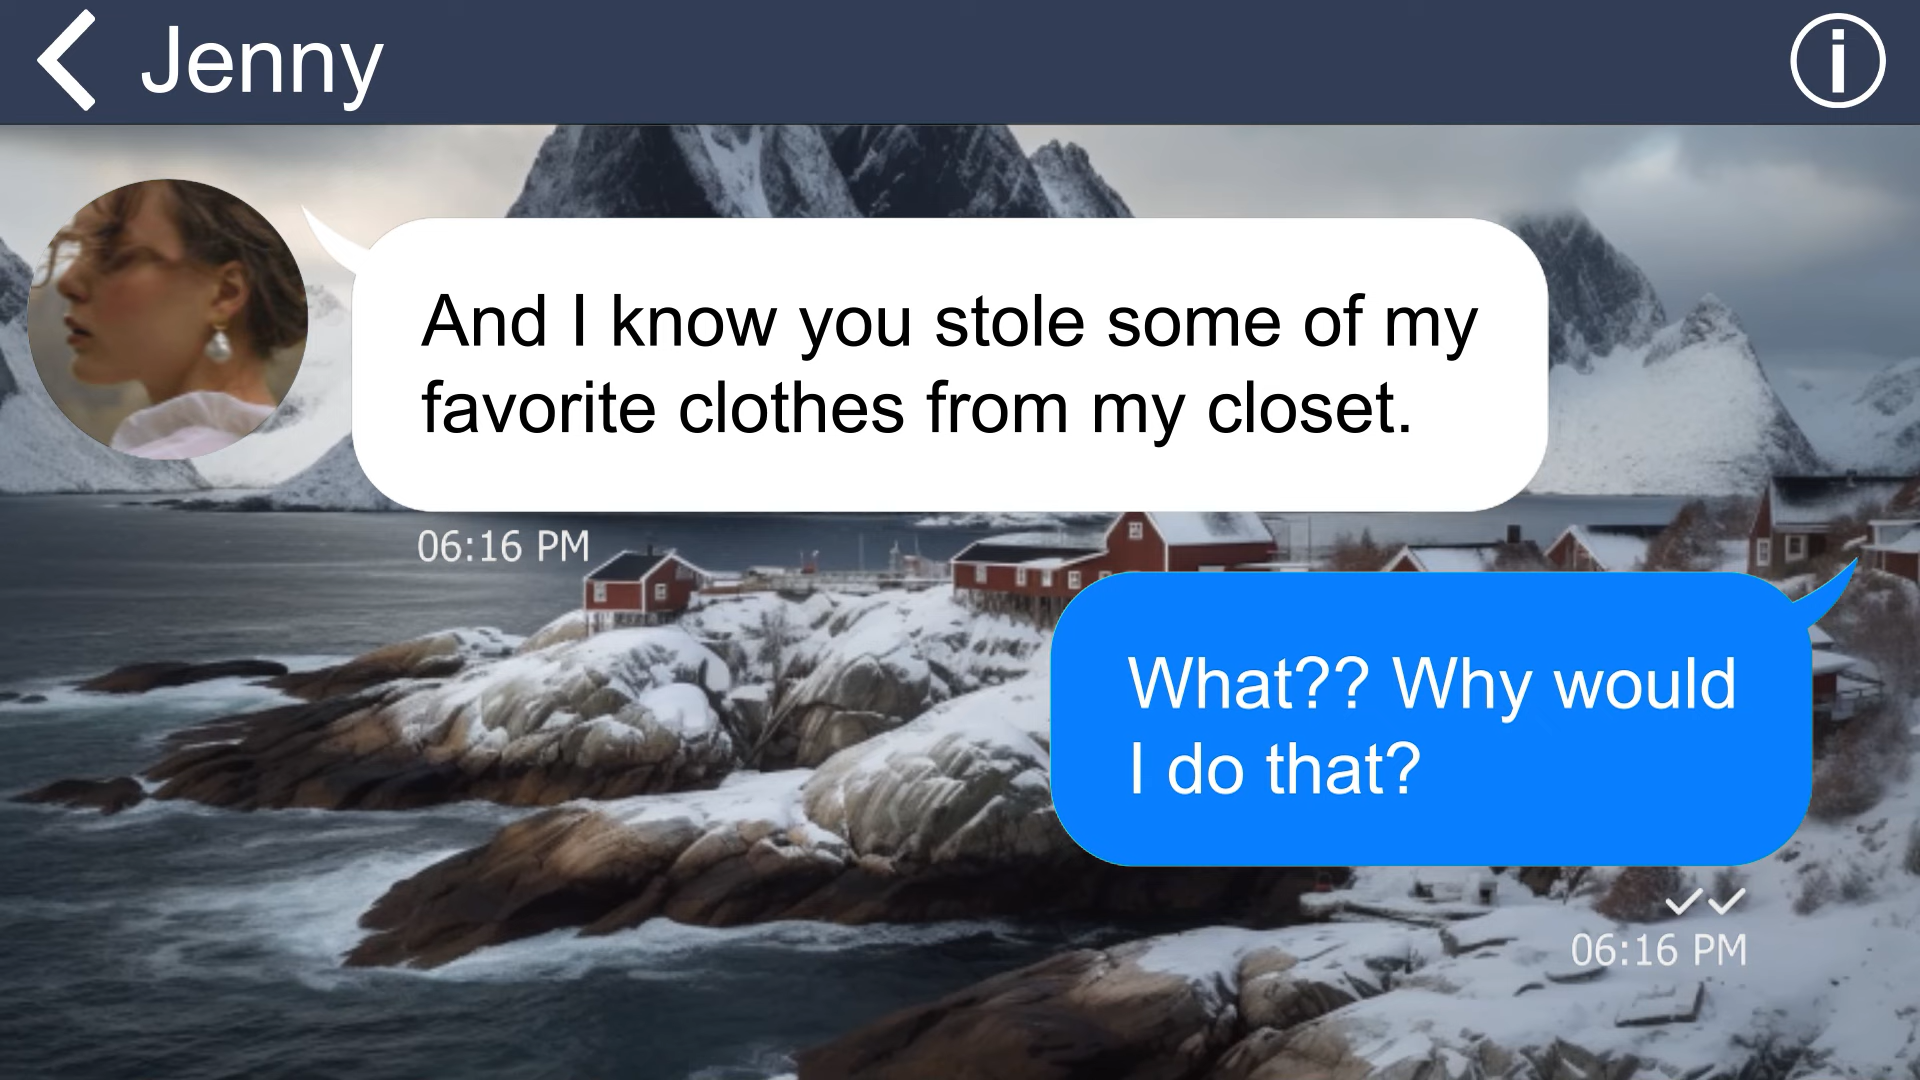 Jenny
And I know you stole some of my
favorite clothes from my closet.
06:16 PM
What?? Why would
I do that?
06:16 PM